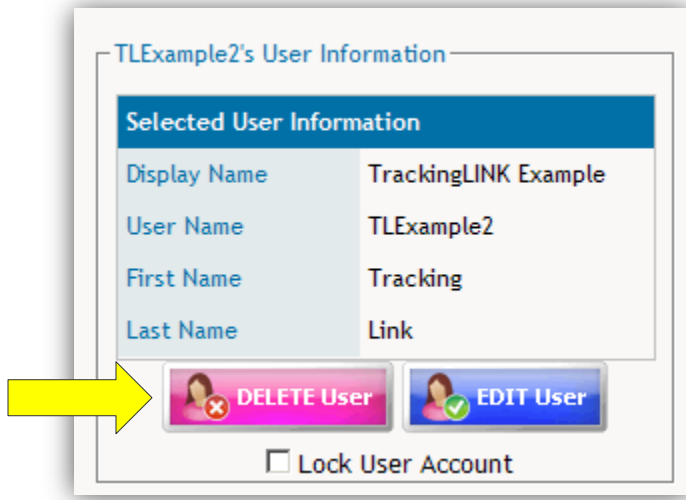 TLExample2's User Information
Selected User Information
Display Name TrackingLINK Example
User Name TLExample2
First Name Tracking
Last Name Link
DELETE User EDIT User
Lock User Account